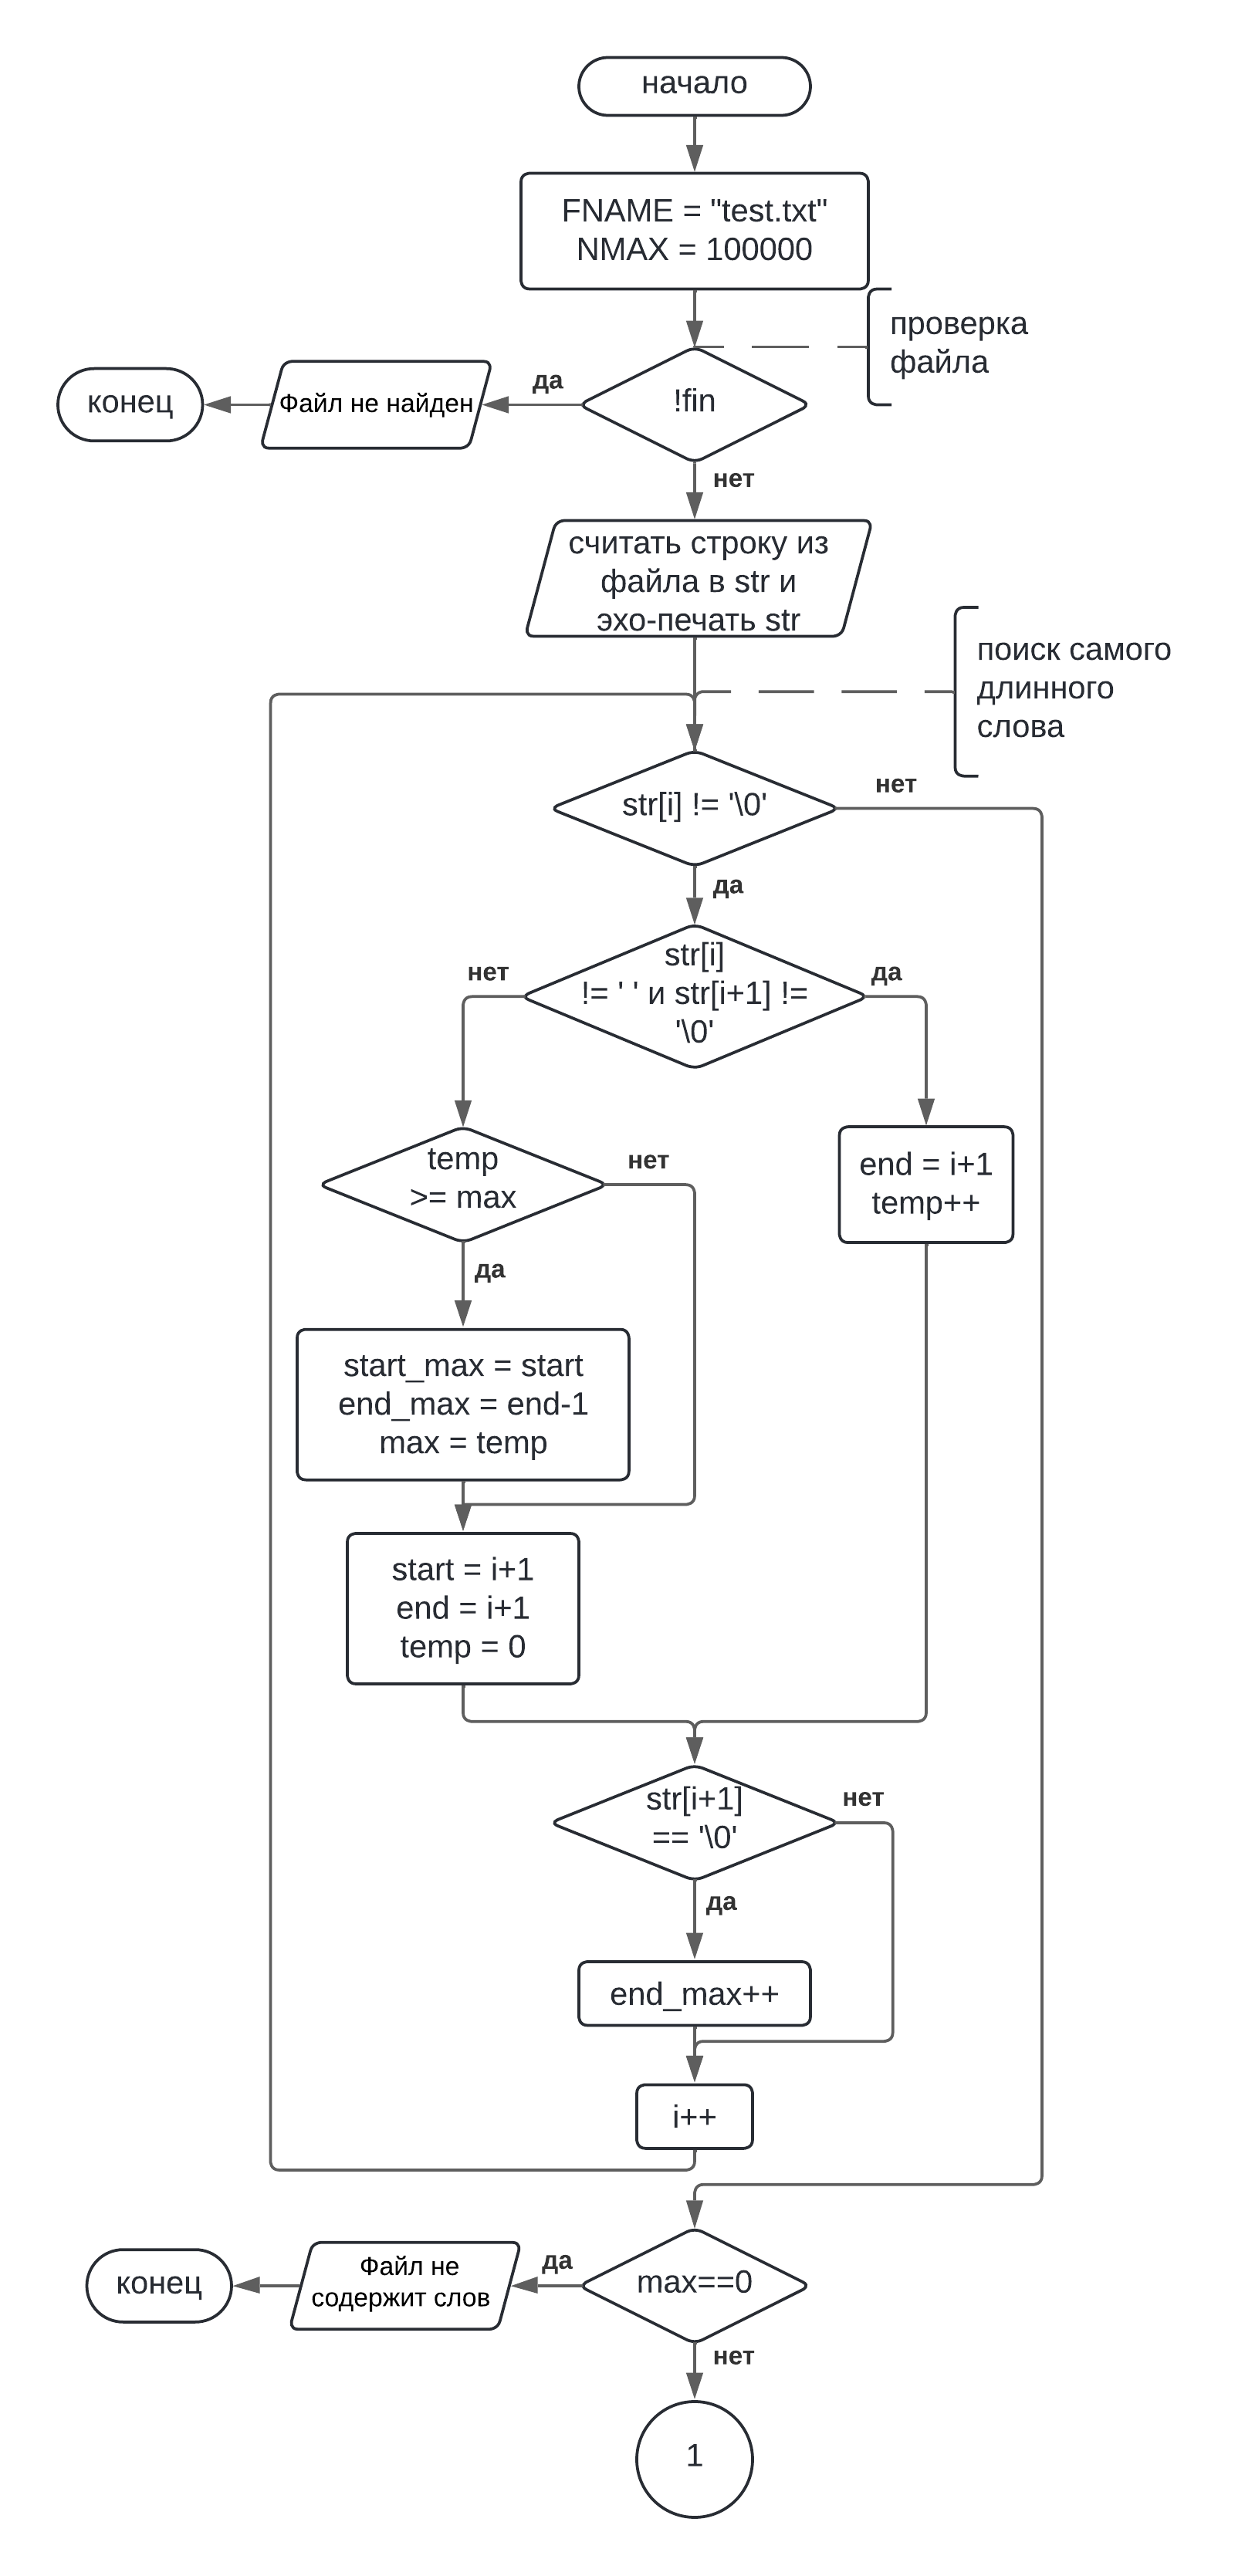 начало
FNAME = "test.txt"
NMAX = 100000
проверка
файла
конец
Файл не найден
да
!fin
нет
считать строку из
файла в str и
эхо-печать str
поиск самого
длинного
слова
str[i] != '\0'
нет
да
str[i]
!= ' ' и str[i+1] !=
'\0'
нет
да
temp
>= max
нет
end = i+1
temp++
да
start_max = start
end_max = end-1
max = temp
start = i+1
end = i+1
temp = 0
str[i+1]
== '\0'
нет
да
end_max++
i++
конец
Файл не
содержит слов
да
max==0
нет
1